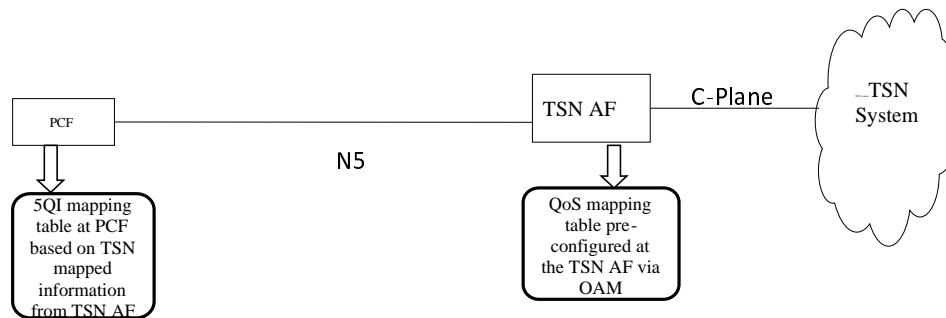 PCF
N5
TSN AF
C-Plane
TSN
System
5QI mapping
table at PCF
based on TSN
mapped
information
from TSN AF
QoS mapping
table pre-
configured at
the TSN AF via
OAM